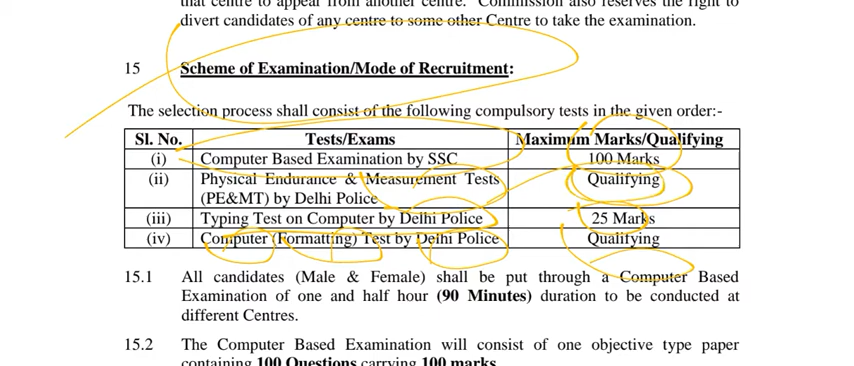 that centre to appear from another centre. Commission also reserves the right to
divert candidates of any centre to some other Centre to take the examination.
15 Scheme of Examination/Mode of Recruitment:
The selection process shall consist of the following compulsory tests in the given order:-
Sl. No. Tests/Exams Maximum Marks/Qualifying
(i) Computer Based Examination by SSC 100 Marks
(ii) Physical Endurance & Measurement Tests Qualifying
(PE&MT) by Delhi Police
(iii) Typing Test on Computer by Delhi Police 25 Marks
(iv) Computer (Formatting) Test by Delhi Police Qualifying
15.1 All candidates (Male & Female) shall be put through a Computer Based
Examination of one and half hour (90 Minutes) duration to be conducted at
different Centres.
15.2 The Computer Based Examination will consist of one objective type paper
containing 100 Questions carrying 100 marks.